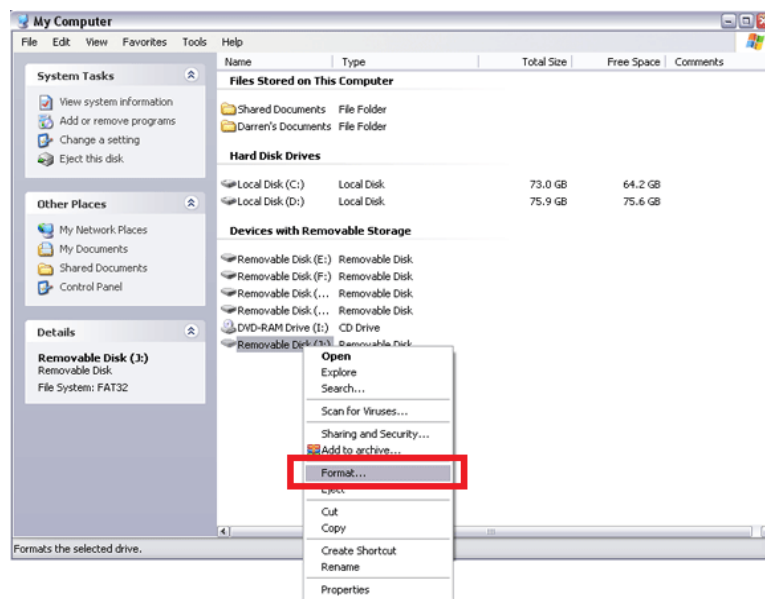 My Computer
File Edit View Favorites Tools Help
Name Type Total Size Free Space Comments
System Tasks
View system information
Add or remove programs
Change a setting
Eject this disk
Other Places
My Network Places
My Documents
Shared Documents
Control Panel
Details
Removable Disk (J:)
Removable Disk
File System: FAT32
Files Stored on This Computer
Shared Documents File Folder
Darren's Documents File Folder
Hard Disk Drives
Local Disk (C:) Local Disk 73.0 GB 64.2 GB
Local Disk (D:) Local Disk 75.9 GB 75.6 GB
Devices with Removable Storage
Removable Disk (E:) Removable Disk
Removable Disk (F:) Removable Disk
Removable Disk (... Removable Disk
Removable Disk (... Removable Disk
DVD-RAM Drive (I:) CD Drive
Removable Disk (J:) Removable Disk
Open
Explore
Search...
Scan for Viruses...
Sharing and Security...
Add to archive...
Format...
Eject
Cut
Copy
Create Shortcut
Rename
Properties
Formats the selected drive.